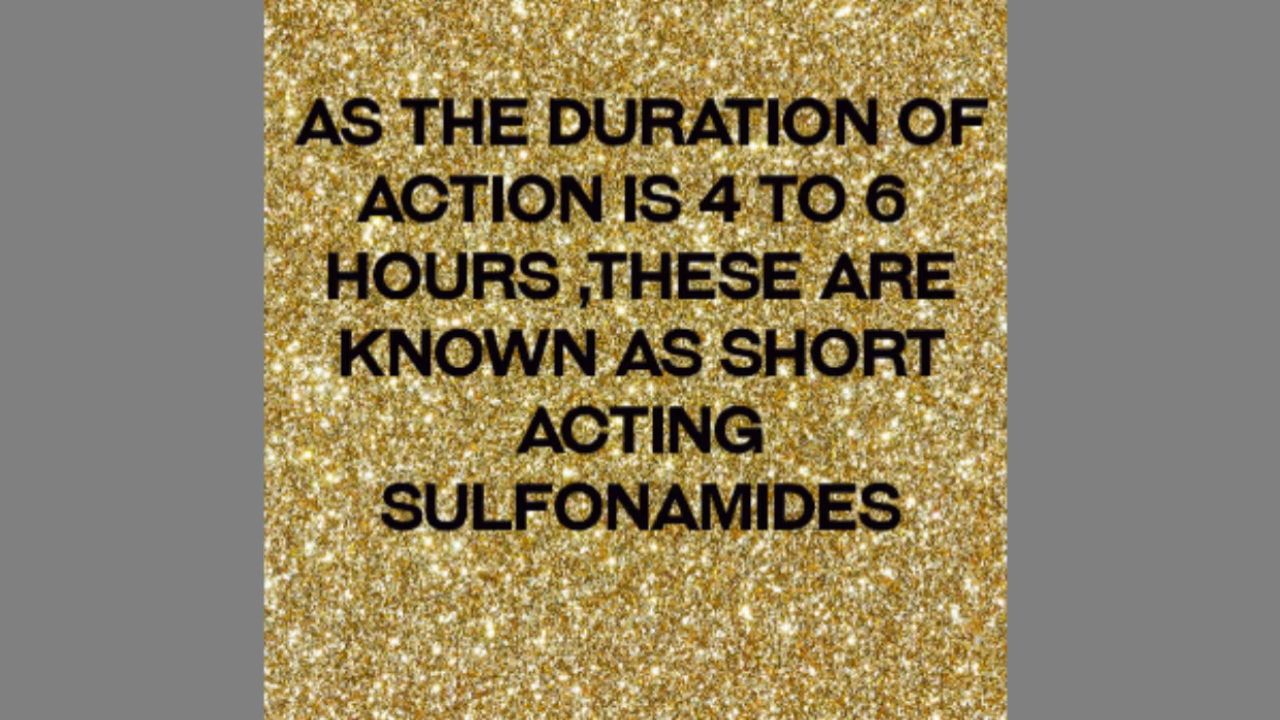 AS THE DURATION OF
ACTION IS 4 TO 6
HOURS ,THESE ARE
KNOWN AS SHORT
ACTING
SULFONAMIDES